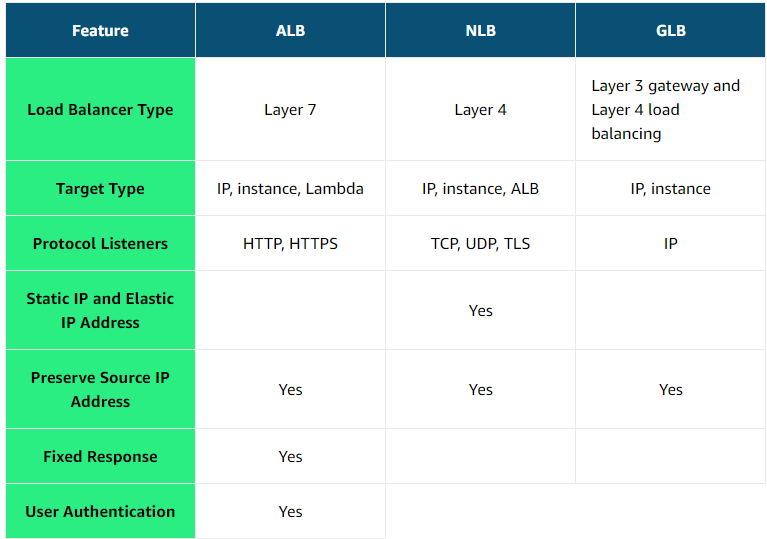 Feature ALB NLB GLB
Load Balancer Type Layer 7 Layer 4 Layer 3 gateway and
Layer 4 load
balancing
Target Type IP, instance, Lambda IP, instance, ALB IP, instance
Protocol Listeners HTTP, HTTPS TCP, UDP, TLS IP
Static IP and Elastic
IP Address Yes
Preserve Source IP
Address Yes Yes Yes
Fixed Response Yes
User Authentication Yes